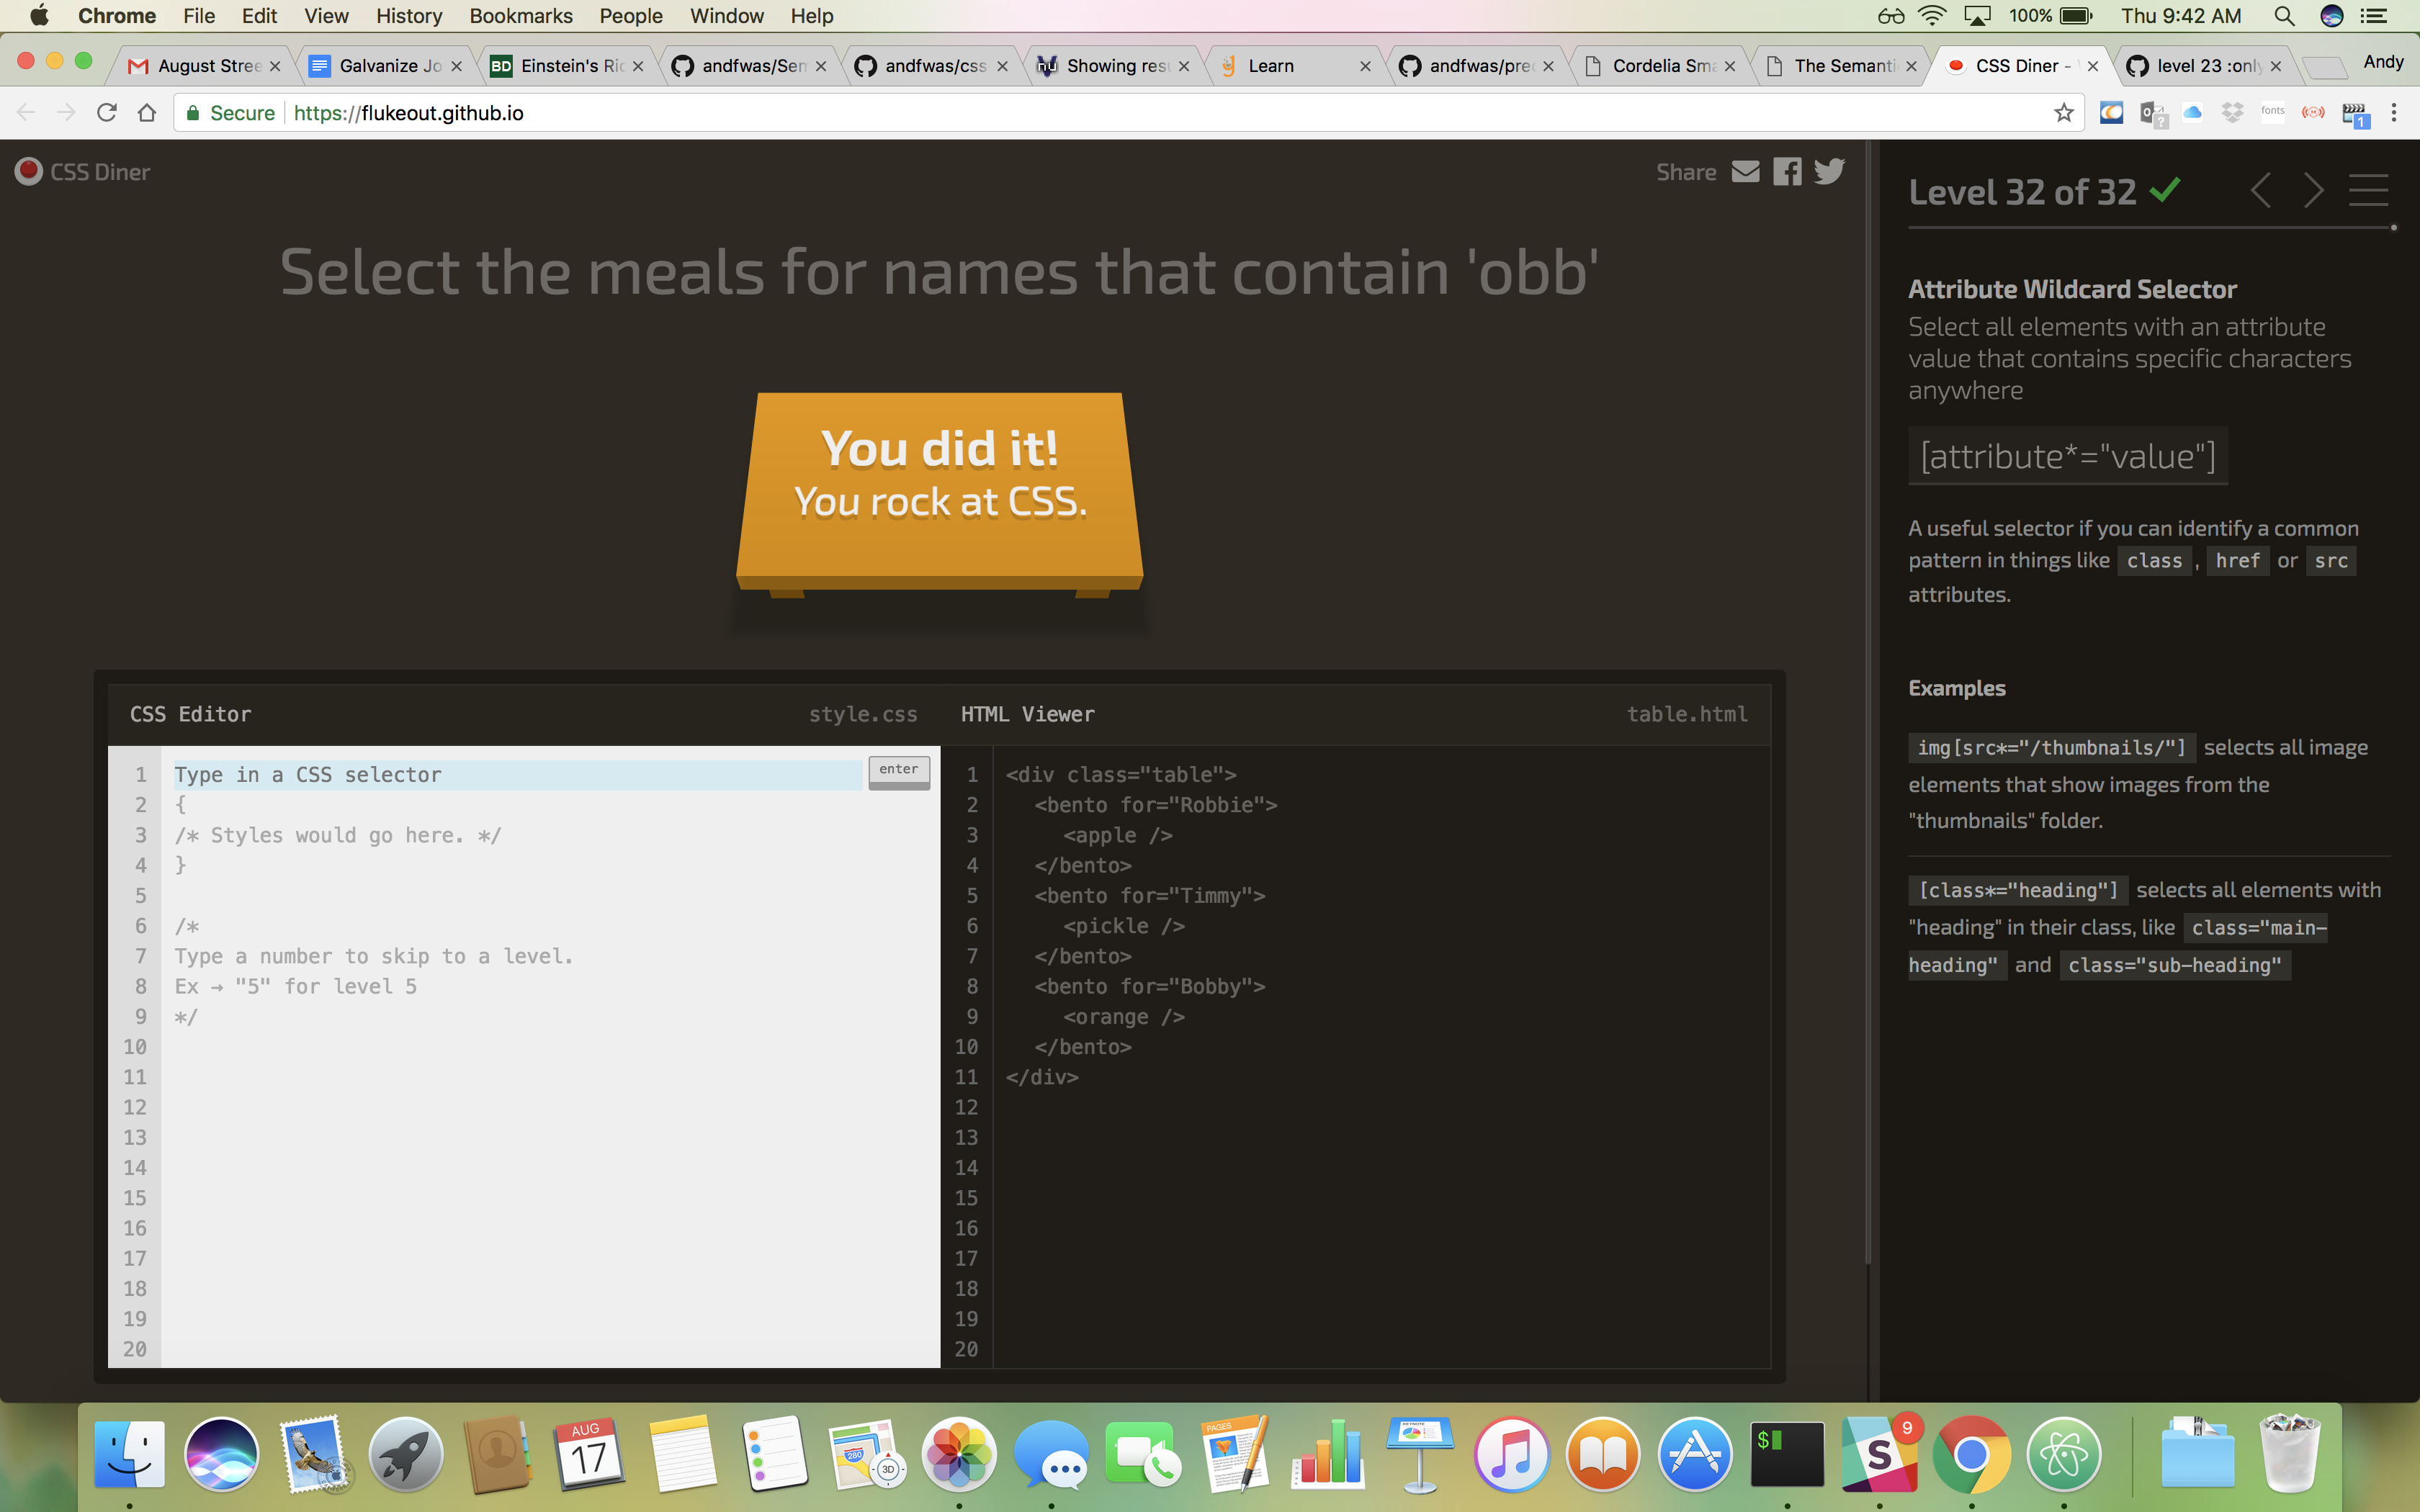 Chrome File Edit View History Bookmarks People Window Help 100% Thu 9:42 AM
August Stree Galvanize Jo BD Einstein's Ric andfwas/Sem andfwas/css Showing resu Learn andfwas/prec Cordelia Sma The Semanti CSS Diner - level 23 :only Andy
Secure https://flukeout.github.io fonts 1
CSS Diner
Share
Level 32 of 32
Select the meals for names that contain 'obb'
Attribute Wildcard Selector
Select all elements with an attribute
value that contains specific characters
anywhere
[attribute*="value"]
A useful selector if you can identify a common
pattern in things like class , href or src
attributes.
Examples
img[src*="/thumbnails/"] selects all image
elements that show images from the
"thumbnails" folder.
[class*="heading"] selects all elements with
"heading" in their class, like class="main-
heading" and class="sub-heading"
You did it!
You rock at CSS.
CSS Editor style.css
1 Type in a CSS selector enter
2 {
3 /* Styles would go here. */
4 }
5
6 /*
7 Type a number to skip to a level.
8 Ex → "5" for level 5
9 */
10
11
12
13
14
15
16
17
18
19
20
HTML Viewer table.html
1 <div class="table">
2 <bento for="Robbie">
3 <apple />
4 </bento>
5 <bento for="Timmy">
6 <pickle />
7 </bento>
8 <bento for="Bobby">
9 <orange />
10 </bento>
11 </div>
12
13
14
15
16
17
18
19
20
AUG
17
280
3D
PAGES
KEYNOTE
$
S
9